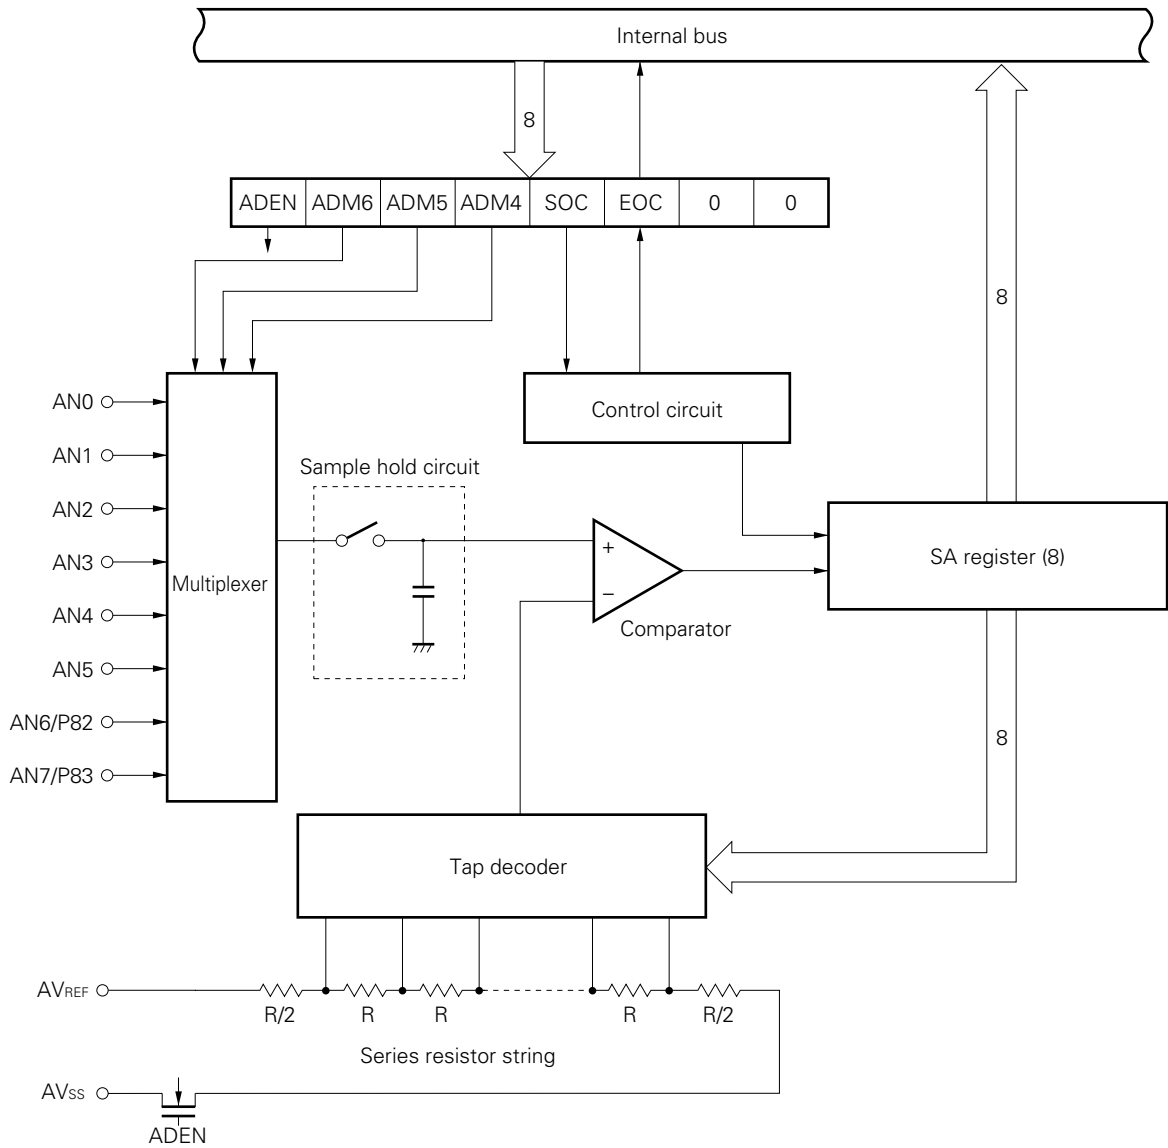 Internal bus
8
ADEN ADM6 ADM5 ADM4 SOC EOC 0 0
8
AN0
Control circuit
AN1
Sample hold circuit
AN2
AN3
+
SA register (8)
Multiplexer
−
AN4
Comparator
AN5
AN6/P82
8
AN7/P83
Tap decoder
AVREF
R/2 R R R R/2
Series resistor string
AVSS
ADEN